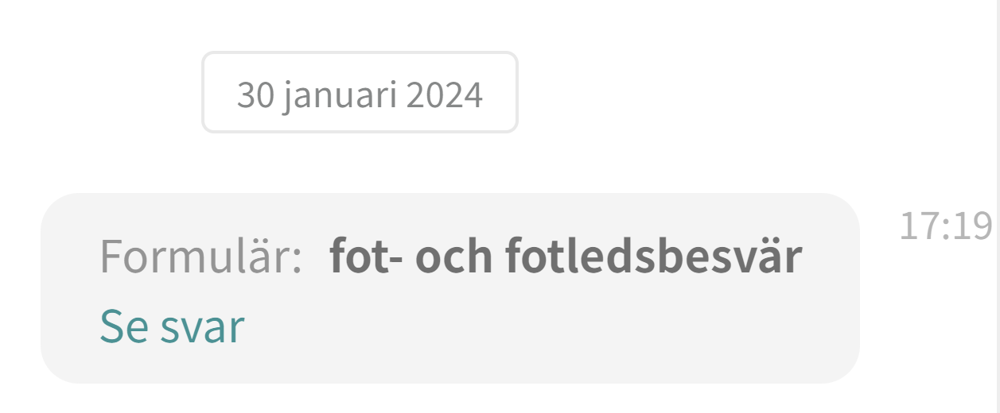 30 januari 2024
17:19
Formulär: fot- och fotledsbesvär
Se svar